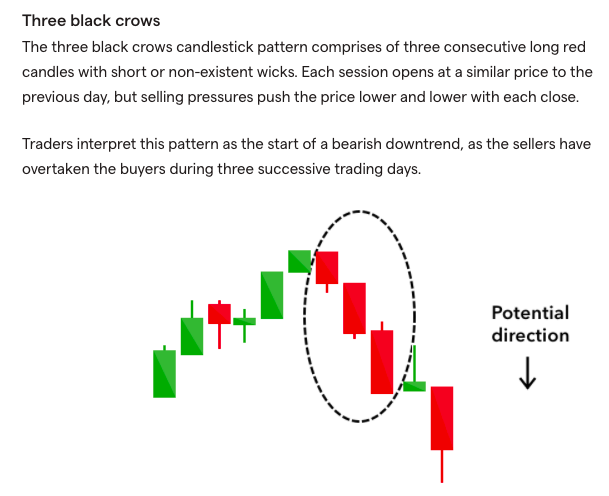 Three black crows
The three black crows candlestick pattern comprises of three consecutive long red
candles with short or non-existent wicks. Each session opens at a similar price to the
previous day, but selling pressures push the price lower and lower with each close.
Traders interpret this pattern as the start of a bearish downtrend, as the sellers have
overtaken the buyers during three successive trading days.
Potential
direction